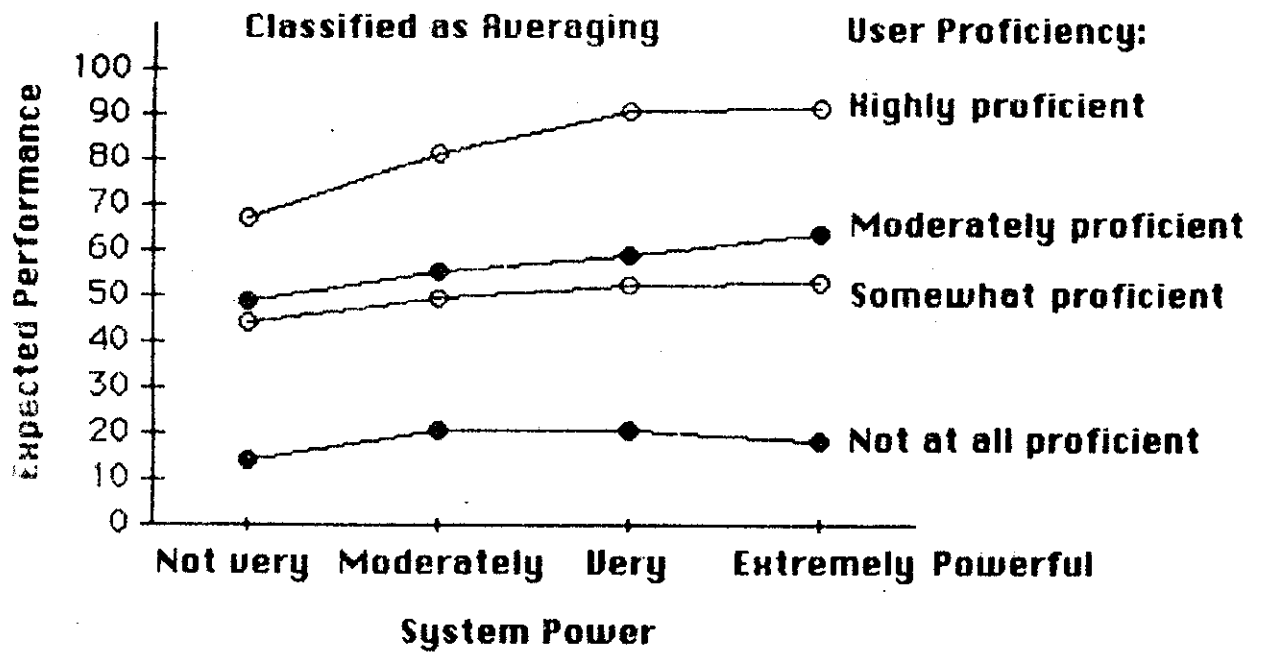 Classified as Averaging
User Proficiency:
Expected Performance
100
90
80
70
60
50
40
30
20
10
0
Highly proficient
Moderately proficient
Somewhat proficient
Not at all proficient
Not very
Moderately
Very
Extremely Powerful
System Power